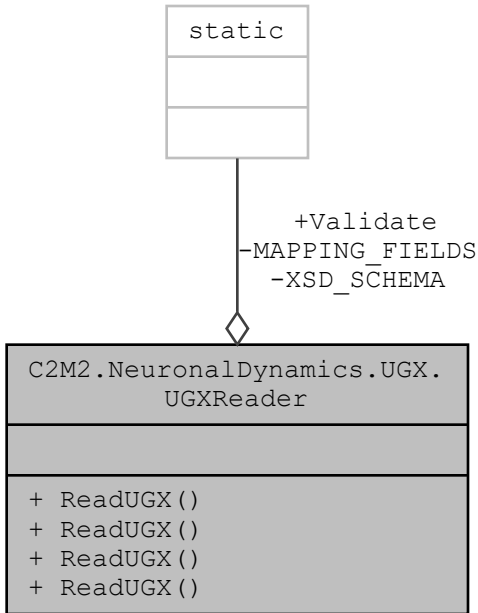 static
+Validate
-MAPPING_FIELDS
-XSD_SCHEMA
C2M2.NeuronalDynamics.UGX.
UGXReader
+ ReadUGX()
+ ReadUGX()
+ ReadUGX()
+ ReadUGX()